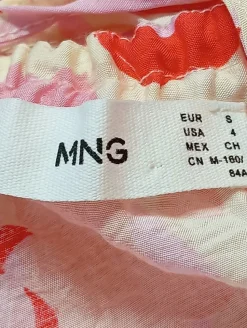 MNG
EUR S
USA 4
MEX CH
CN M-160/
84A